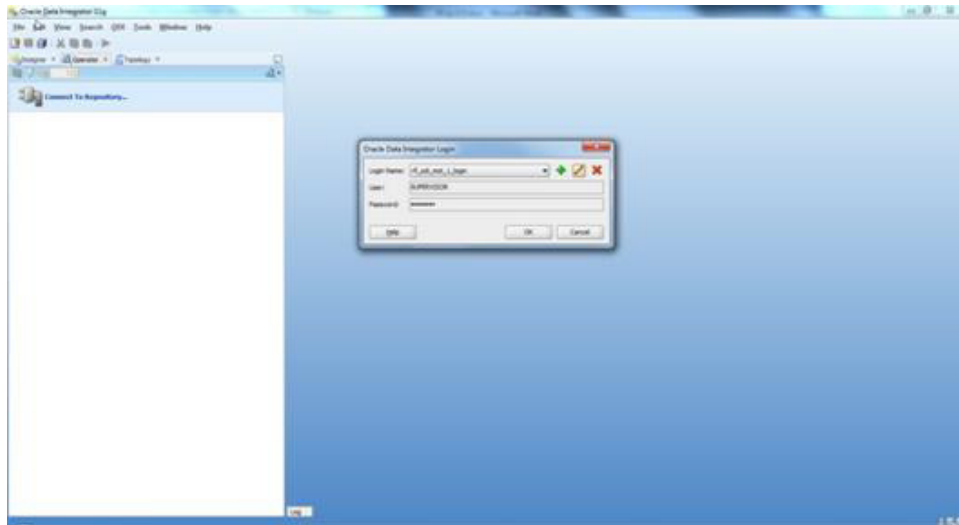 Oracle Data Integrator 11g
File Edit View Search ODI Tools Window Help
Designer Operator Topology
Connect To Repository...
Oracle Data Integrator Login
Login Name:
User: SUPERVISOR
Password: ********
Help OK Cancel
Log